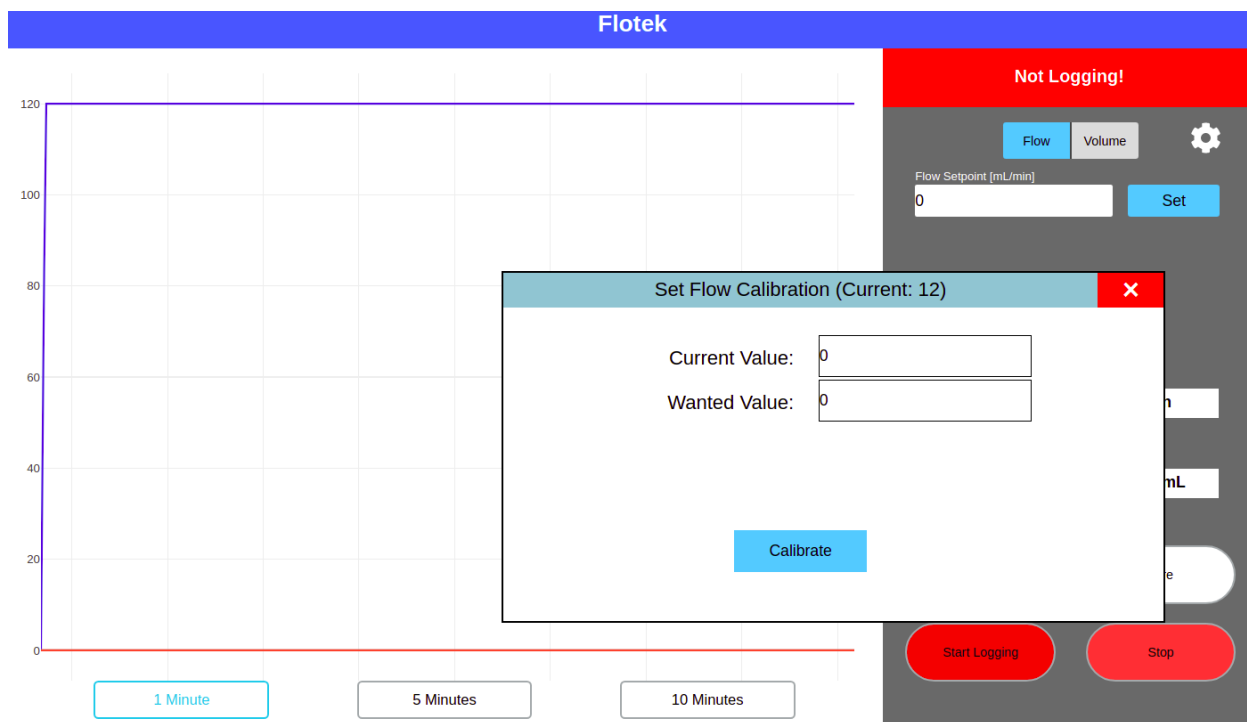 Flotek
Not Logging!
Flow
Volume
Flow Setpoint [mL/min]
0
Set
120
100
80
60
40
20
0
Set Flow Calibration (Current: 12)
Current Value:
0
Wanted Value:
0
Calibrate
mL
Start Logging
Stop
1 Minute
5 Minutes
10 Minutes